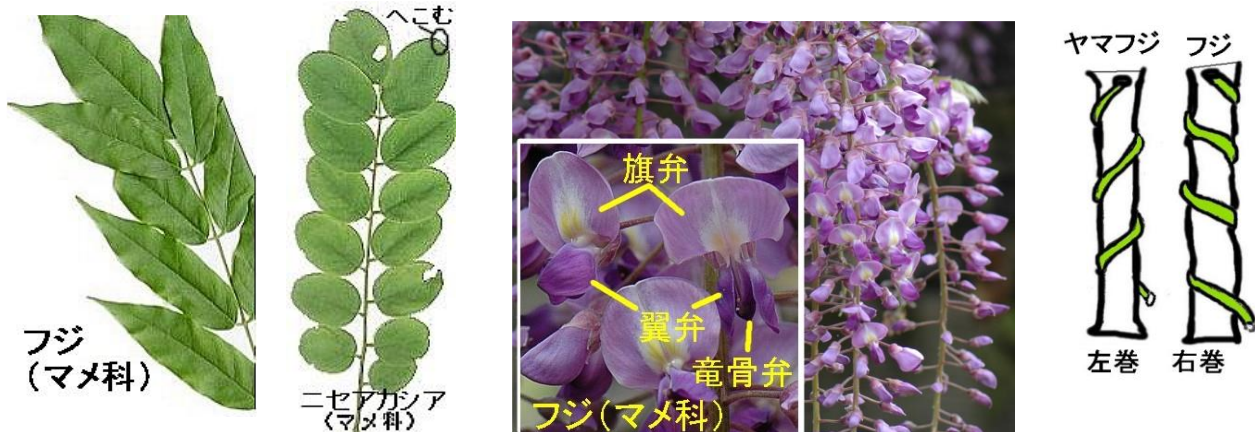 フジ
(マメ科)
へこむ
ニセアカシア
(マメ科)
旗弁
翼弁
竜骨弁
フジ(マメ科)
ヤマフジ
フジ
左巻
右巻